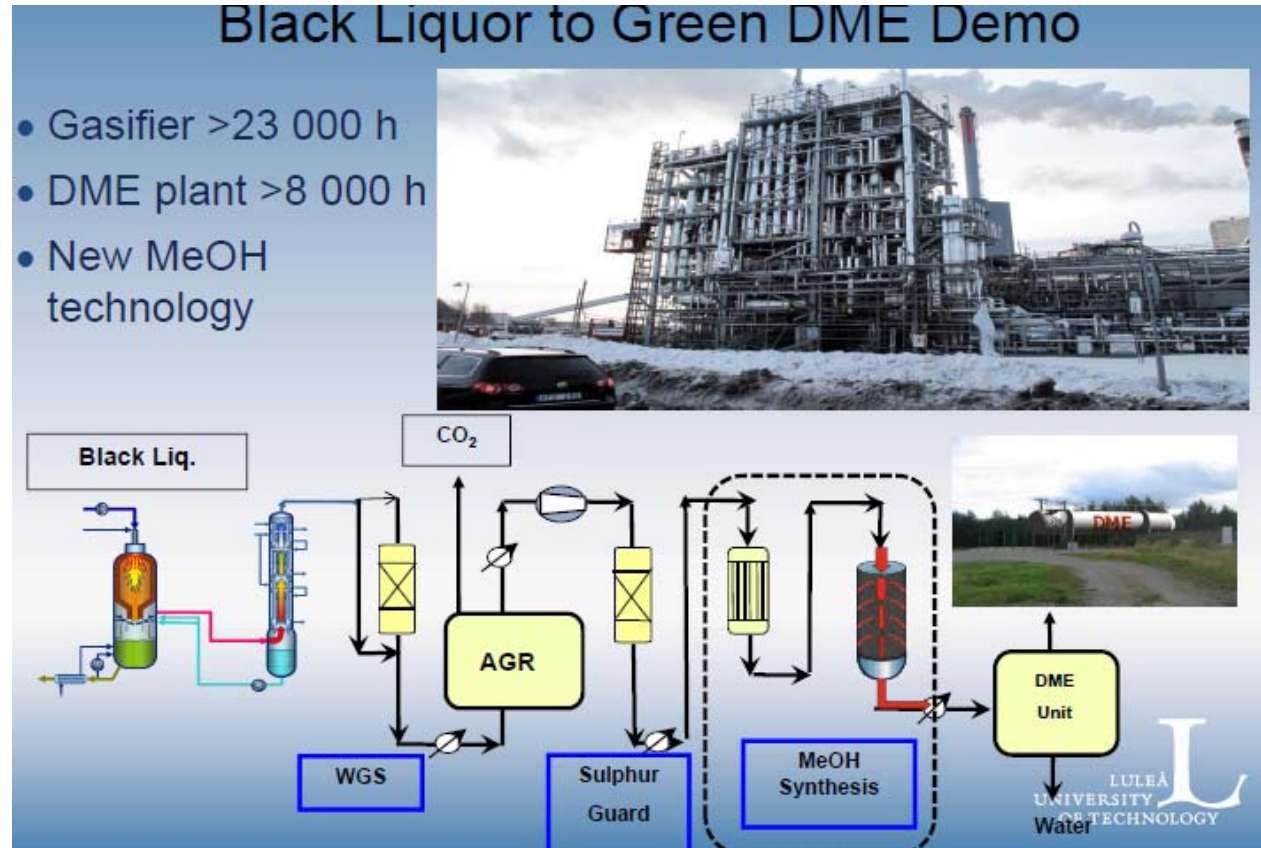 Black Liquor to Green DME Demo
• Gasifier >23 000 h
• DME plant >8 000 h
• New MeOH
technology
CO2
Black Liq.
DME
AGR
DME
Unit
WGS
Sulphur
Guard
MeOH
Synthesis
Water
LULEÅ
UNIVERSITY
OF TECHNOLOGY
L